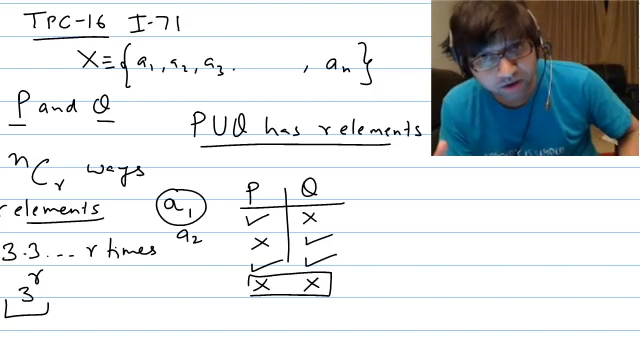 TPC-16 I-71
X≡{a₁, a₂, a₃. , aₙ}
P and Q
PUQ has r elements
ⁿCᵣ ways
r elements
a₁
a₂
P Q
✓ ×
× ✓
✓ ✓
× ×
3.3... r times
3ʳ